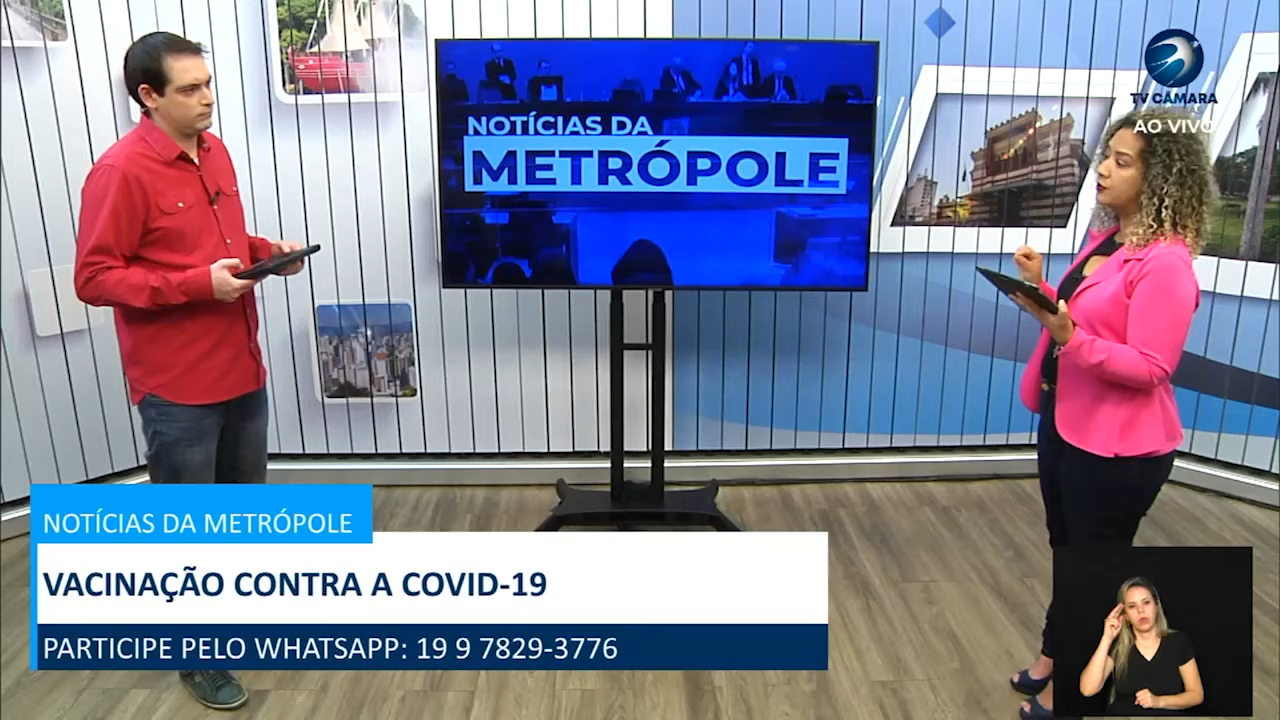 TV CÂMARA
AO VIVO
NOTÍCIAS DA
METRÓPOLE
NOTÍCIAS DA METRÓPOLE
VACINAÇÃO CONTRA A COVID-19
PARTICIPE PELO WHATSAPP: 19 9 7829-3776